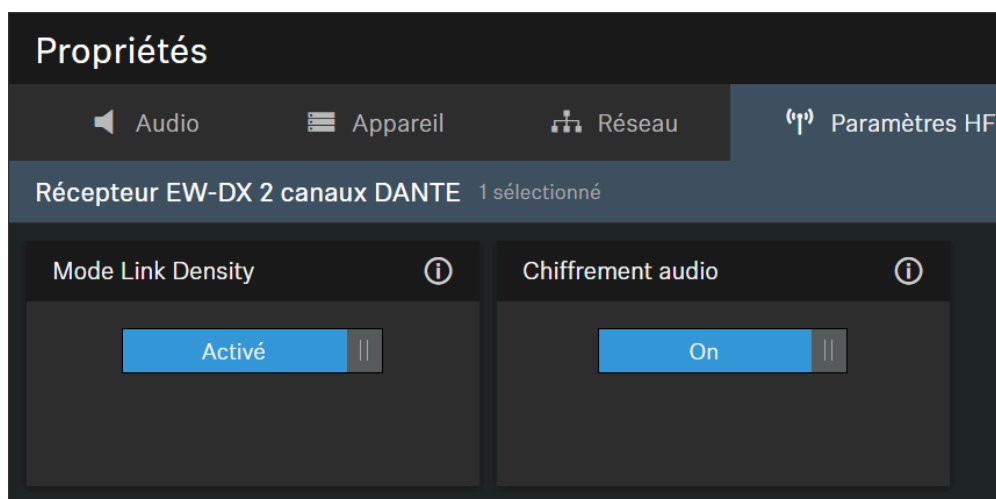 Propriétés
Audio Appareil Réseau Paramètres HF
Récepteur EW-DX 2 canaux DANTE 1 sélectionné
Mode Link Density Chiffrement audio
Activé On